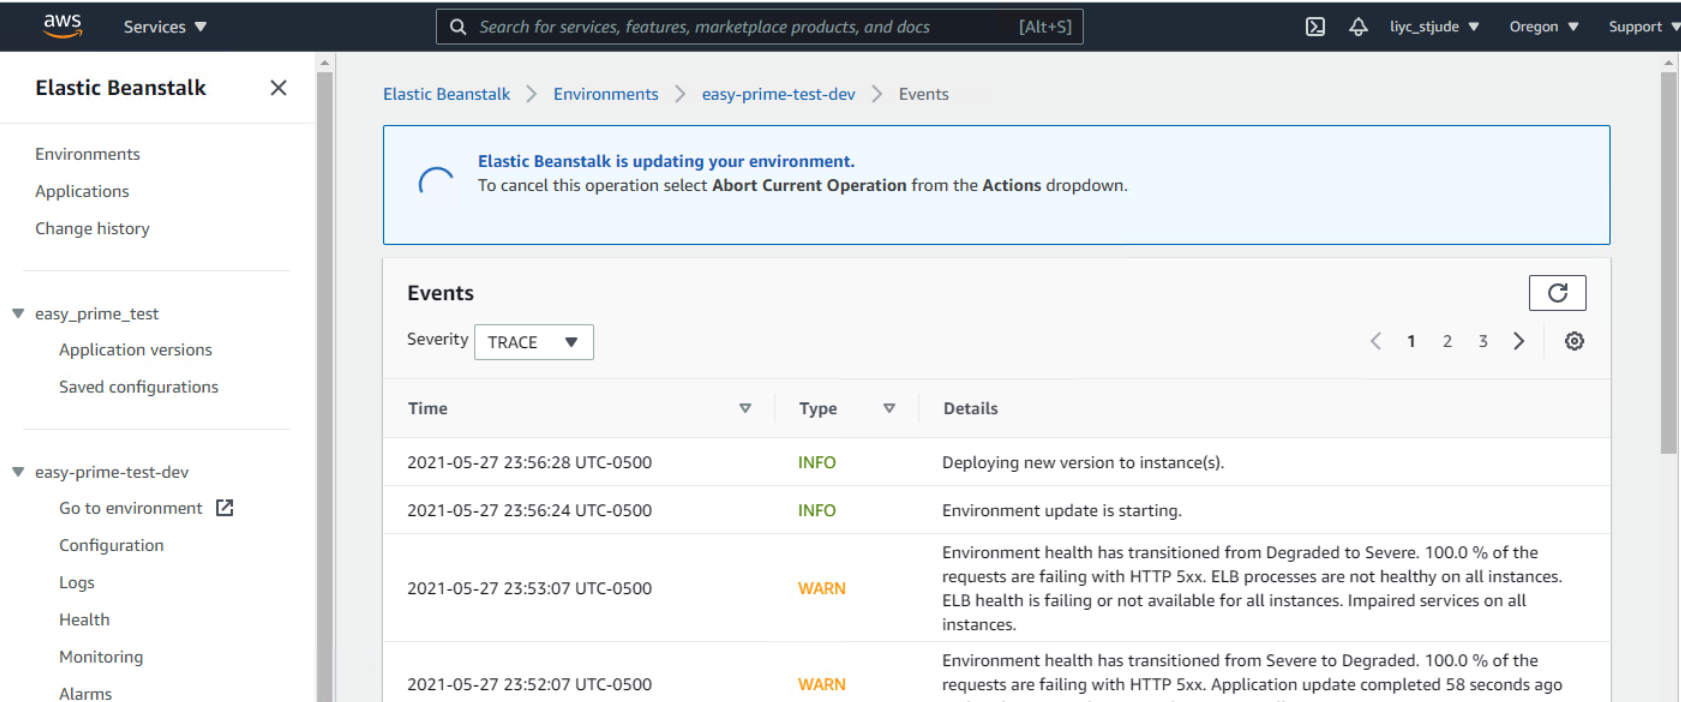 aws
Services ▼
Search for services, features, marketplace products, and docs [Alt+S]
liyc_stjude ▼
Oregon ▼
Support ▼
Elastic Beanstalk
Environments
Applications
Change history
easy_prime_test
Application versions
Saved configurations
easy-prime-test-dev
Go to environment
Configuration
Logs
Health
Monitoring
Alarms
Elastic Beanstalk > Environments > easy-prime-test-dev > Events
Elastic Beanstalk is updating your environment.
To cancel this operation select Abort Current Operation from the Actions dropdown.
Events
Severity TRACE ▼
< 1 2 3 >
Time Type Details
2021-05-27 23:56:28 UTC-0500 INFO Deploying new version to instance(s).
2021-05-27 23:56:24 UTC-0500 INFO Environment update is starting.
2021-05-27 23:53:07 UTC-0500 WARN Environment health has transitioned from Degraded to Severe. 100.0 % of the
requests are failing with HTTP 5xx. ELB processes are not healthy on all instances.
ELB health is failing or not available for all instances. Impaired services on all
instances.
2021-05-27 23:52:07 UTC-0500 WARN Environment health has transitioned from Severe to Degraded. 100.0 % of the
requests are failing with HTTP 5xx. Application update completed 58 seconds ago